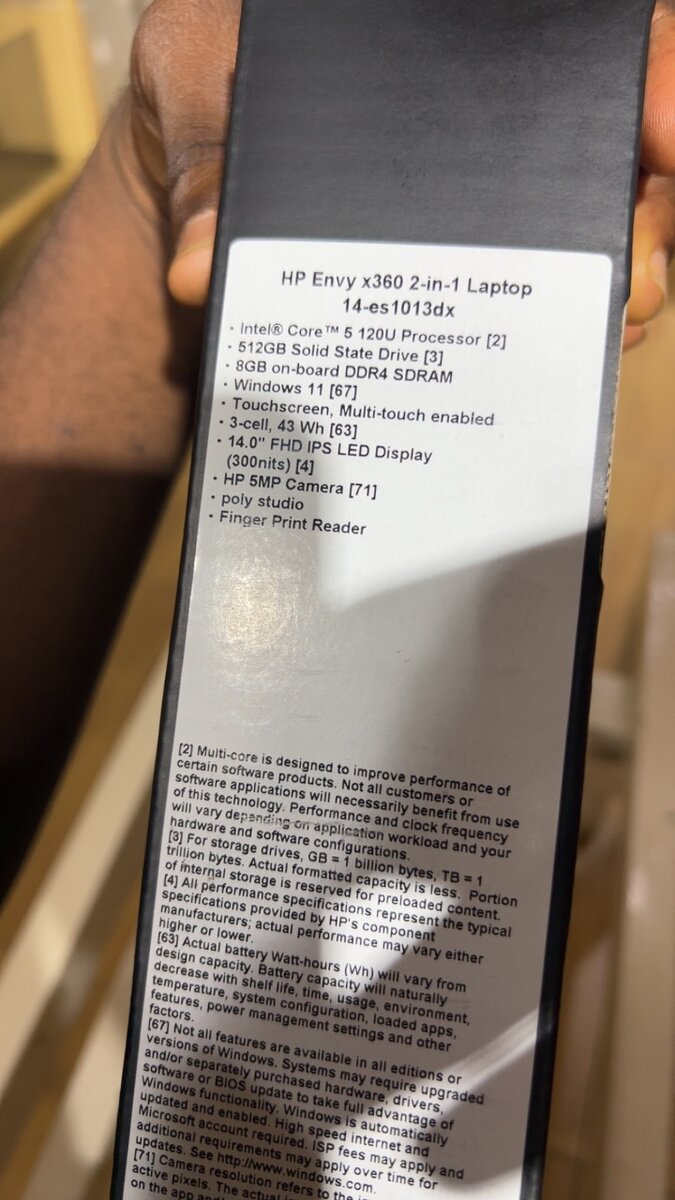 HP Envy x360 2-in-1 Laptop
14-es1013dx
· Intel® Core™ 5 120U Processor [2]
· 512GB Solid State Drive [3]
· 8GB on-board DDR4 SDRAM
· Windows 11 [67]
· Touchscreen, Multi-touch enabled
· 3-cell, 43 Wh [63]
· 14.0" FHD IPS LED Display
(300nits) [4]
· HP 5MP Camera [71]
· poly studio
· Finger Print Reader
[2] Multi-core is designed to improve performance of
certain software products. Not all customers or
software applications will necessarily benefit from use
of this technology. Performance and clock frequency
will vary depending on application workload and your
hardware and software configurations.
[3] For storage drives, GB = 1 billion bytes, TB = 1
trillion bytes. Actual formatted capacity is less. Portion
of internal storage is reserved for preloaded content.
[4] All performance specifications represent the typical
specifications provided by HP's component
manufacturers; actual performance may vary either
higher or lower.
[63] Actual battery Watt-hours (Wh) will vary from
design capacity. Battery capacity will naturally
decrease with shelf life, time, usage, environment,
temperature, system configuration, loaded apps,
features, power management settings and other
factors.
[67] Not all features are available in all editions or
versions of Windows. Systems may require upgraded
and/or separately purchased hardware, drivers,
software or BIOS update to take full advantage of
Windows functionality. Windows is automatically
updated and enabled. High speed internet and
Microsoft account required. ISP fees may apply and
additional requirements may apply over time for
updates. See http://www.windows.com.
[71] Camera resolution refers to the
active pixels. The actual
on the app